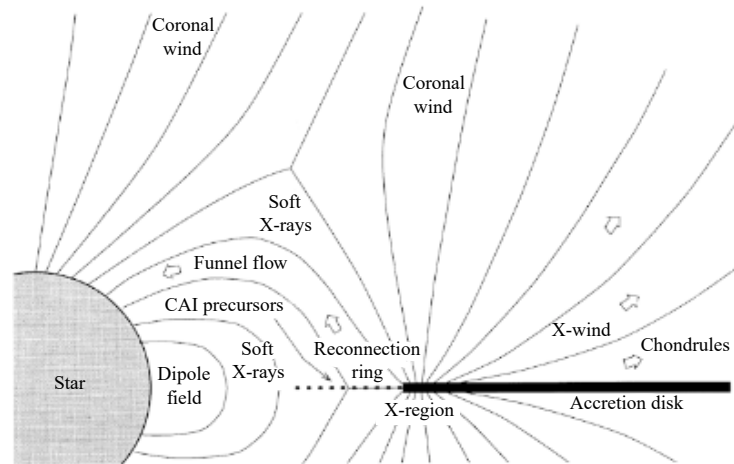 Coronal
wind
Coronal
wind
Soft
X-rays
Funnel flow
CAI precursors
X-wind
Chondrules
Soft
X-rays
Reconnection
ring
Dipole
field
Star
Accretion disk
X-region